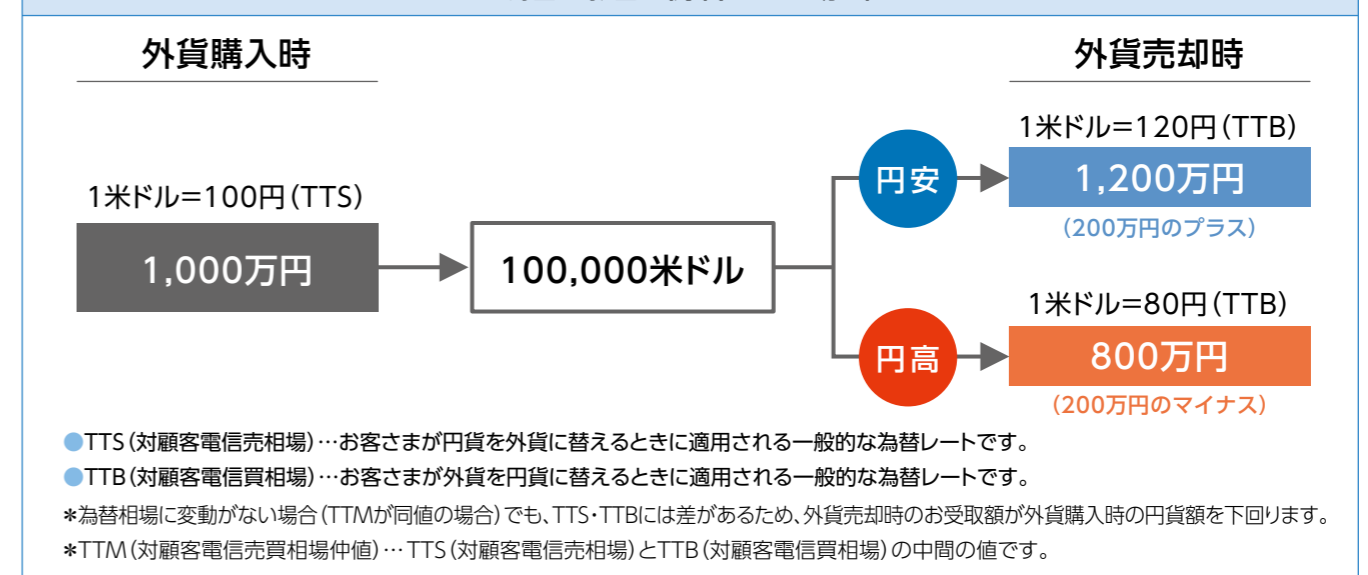 外貨購入時
外貨売却時
1米ドル=100円(TTS)
1,000万円
100,000米ドル
円安
1米ドル=120円(TTB)
1,200万円
(200万円のプラス)
円高
1米ドル=80円(TTB)
800万円
(200万円のマイナス)
●TTS(対顧客電信売相場)…お客さまが円貨を外貨に替えるときに適用される一般的な為替レートです。
●TTB(対顧客電信買相場)…お客さまが外貨を円貨に替えるときに適用される一般的な為替レートです。
*為替相場に変動がない場合(TTMが同値の場合)でも、TTS・TTBには差があるため、外貨売却時のお受取額が外貨購入時の円貨額を下回ります。
*TTM(対顧客電信売買相場仲値)…TTS(対顧客電信売相場)とTTB(対顧客電信買相場)の中間の値です。